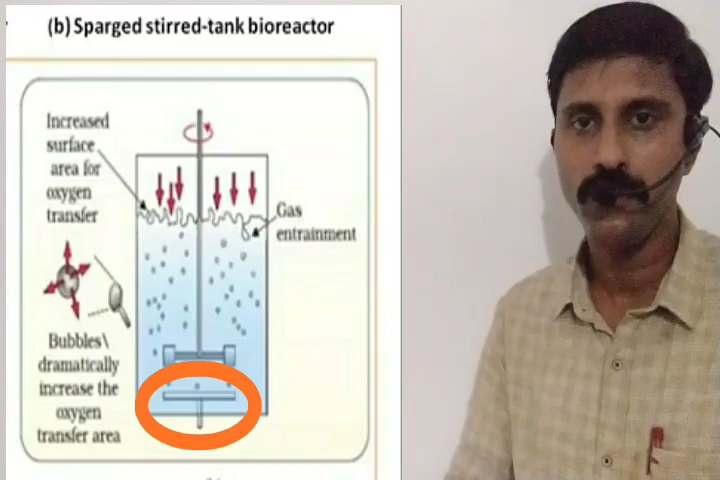 (b) Sparged stirred-tank bioreactor
Increased
surface
area for
oxygen
transfer
Gas
entrainment
Bubbles\
dramatically
increase the
oxygen
transfer area